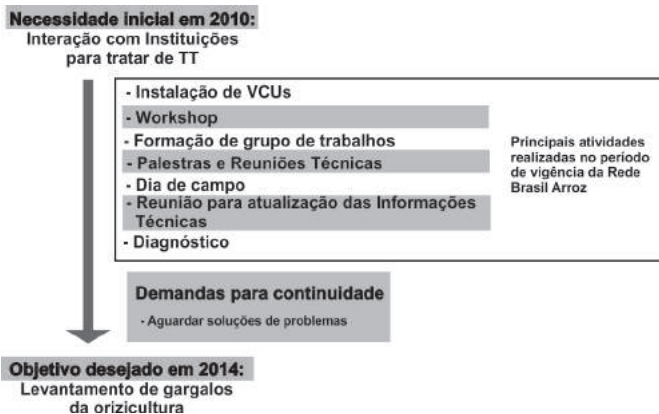 Necessidade inicial em 2010:
Interação com Instituições
para tratar de TT
- Instalação de VCUs
- Workshop
- Formação de grupo de trabalhos
- Palestras e Reuniões Técnicas
- Dia de campo
- Reunião para atualização das Informações
Técnicas
- Diagnóstico
Principais atividades
realizadas no período
de vigência da Rede
Brasil Arroz
Demandas para continuidade
- Aguardar soluções de problemas
Objetivo desejado em 2014:
Levantamento de gargalos
da orizicultura